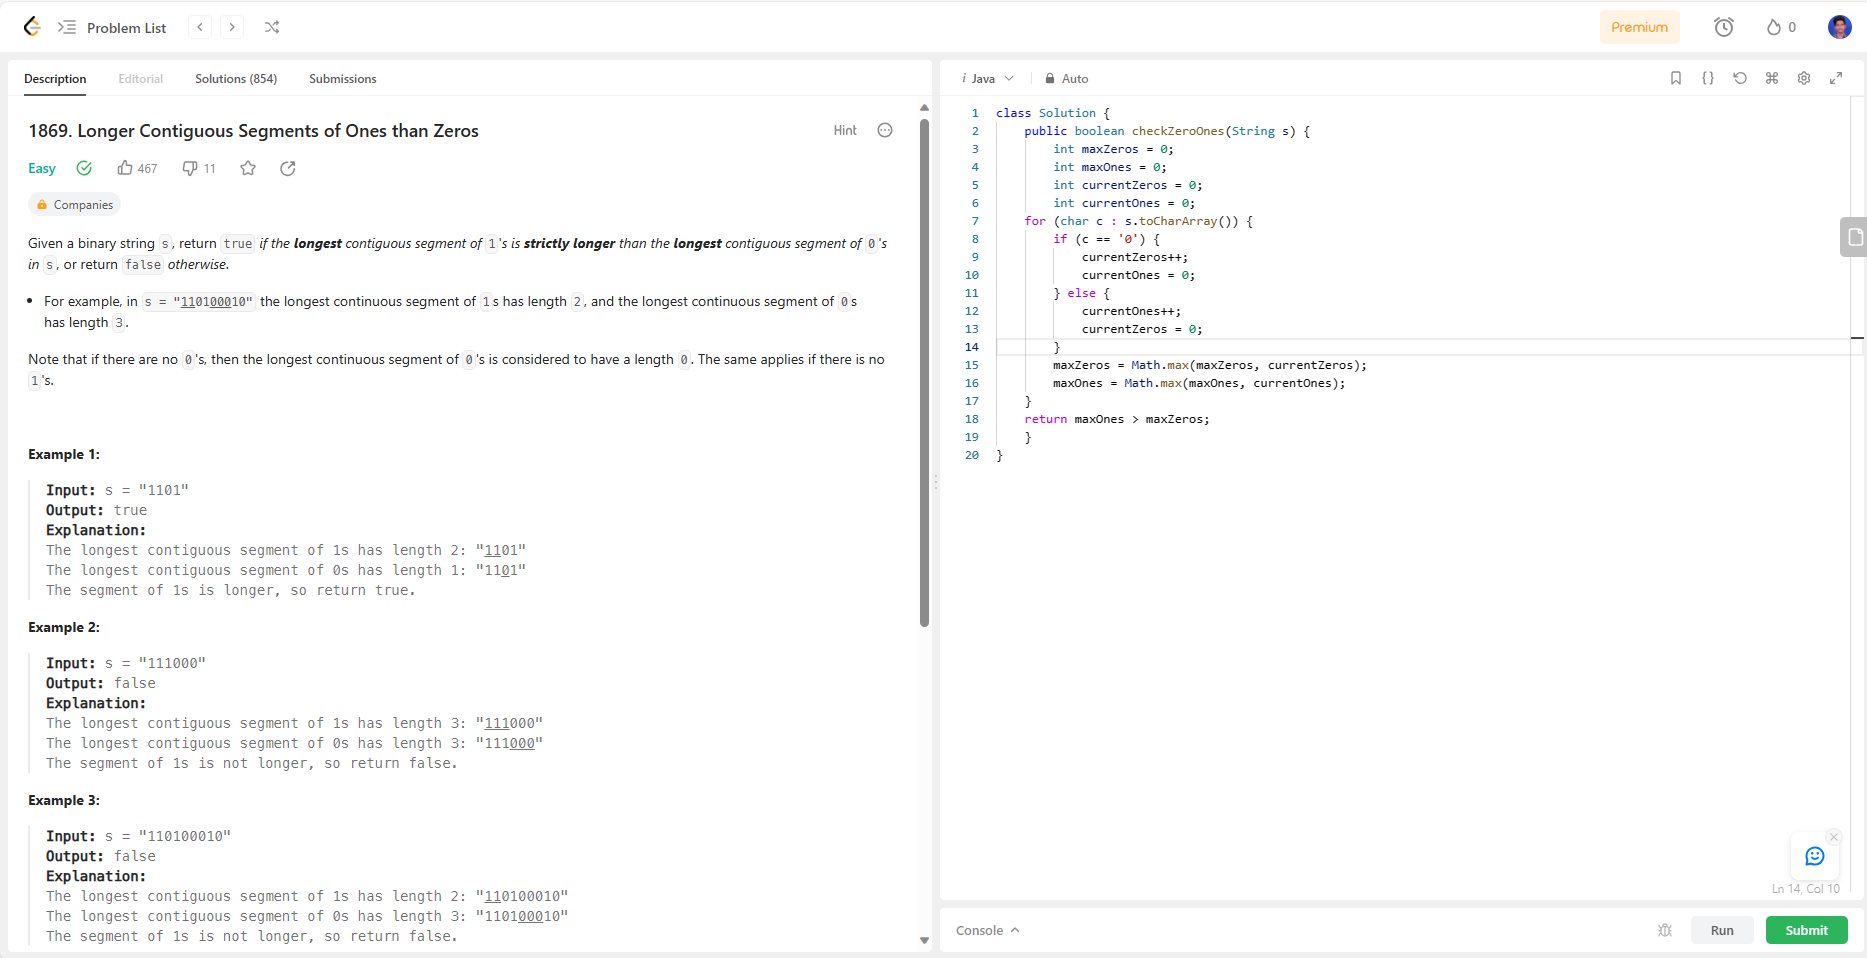 Problem List
Premium
0
Description Editorial Solutions (854) Submissions
1869. Longer Contiguous Segments of Ones than Zeros
Hint
Easy 467 11
Companies
Given a binary string s, return true if the longest contiguous segment of 1's is strictly longer than the longest contiguous segment of 0's
in s, or return false otherwise.
• For example, in s = "110100010" the longest continuous segment of 1s has length 2, and the longest continuous segment of 0s
has length 3.
Note that if there are no 0's, then the longest continuous segment of 0's is considered to have a length 0. The same applies if there is no
1's.
Example 1:
Input: s = "1101"
Output: true
Explanation:
The longest contiguous segment of 1s has length 2: "1101"
The longest contiguous segment of 0s has length 1: "1101"
The segment of 1s is longer, so return true.
Example 2:
Input: s = "111000"
Output: false
Explanation:
The longest contiguous segment of 1s has length 3: "111000"
The longest contiguous segment of 0s has length 3: "111000"
The segment of 1s is not longer, so return false.
Example 3:
Input: s = "110100010"
Output: false
Explanation:
The longest contiguous segment of 1s has length 2: "110100010"
The longest contiguous segment of 0s has length 3: "110100010"
The segment of 1s is not longer, so return false.
i Java Auto
1 class Solution {
2 public boolean checkZeroOnes(String s) {
3 int maxZeros = 0;
4 int maxOnes = 0;
5 int currentZeros = 0;
6 int currentOnes = 0;
7 for (char c : s.toCharArray()) {
8 if (c == '0') {
9 currentZeros++;
10 currentOnes = 0;
11 } else {
12 currentOnes++;
13 currentZeros = 0;
14 }
15 maxZeros = Math.max(maxZeros, currentZeros);
16 maxOnes = Math.max(maxOnes, currentOnes);
17 }
18 return maxOnes > maxZeros;
19 }
20 }
Ln 14, Col 10
Console
Run
Submit